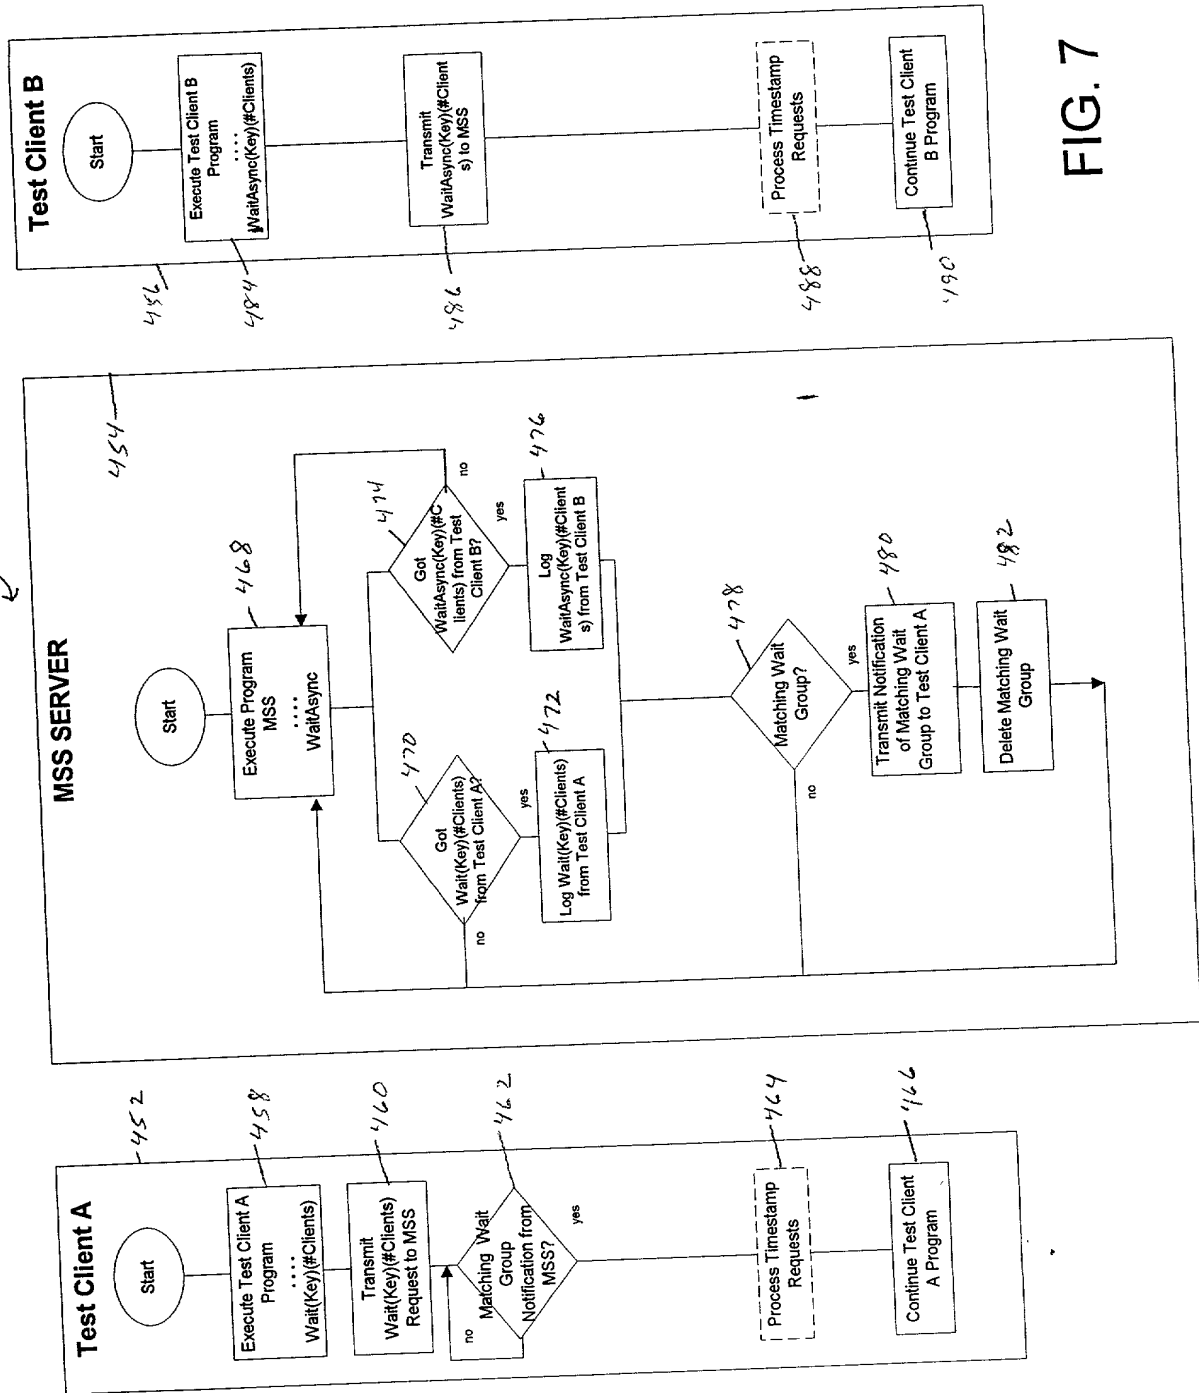 Test Client A
452
Start
Execute Test Client A
Program
....
Wait(Key)(#Clients)
458
Transmit
Wait(Key)(#Clients)
Request to MSS
460
Matching Wait
Group
Notification from
MSS?
462
no
yes
Process Timestamp
Requests
464
Continue Test Client
A Program
466
MSS SERVER
454
Start
Execute Program
MSS
....
WaitAsync
468
Got
Wait(Key)(#Clients)
from Test Client A?
470
no
yes
Log Wait(Key)(#Clients)
from Test Client A
472
Got
WaitAsync(Key)(#C
lients) from Test
Client B?
474
no
yes
Log
WaitAsync(Key)(#Client
s) from Test Client B
476
Matching Wait
Group?
478
no
yes
Transmit Notification
of Matching Wait
Group to Test Client A
480
Delete Matching Wait
Group
482
Test Client B
456
Start
Execute Test Client B
Program
....
WaitAsync(Key)(#Clients)
484
Transmit
WaitAsync(Key)(#Client
s) to MSS
486
Process Timestamp
Requests
488
Continue Test Client
B Program
490
FIG. 7